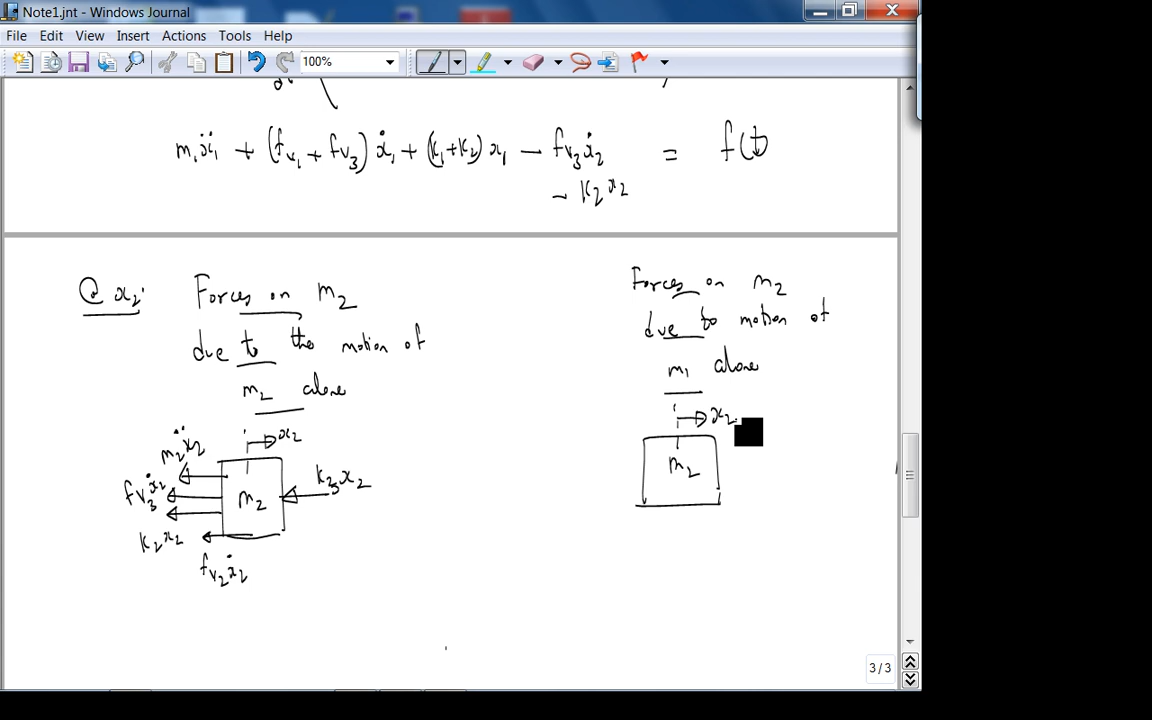 Note1.jnt - Windows Journal
File Edit View Insert Actions Tools Help
100%
m₁ẍ₁ + (fv₁ + fv₃) ẋ₁ + (k₁+k₂) x₁ - fv₃ẋ₂ = f(t)
- k₂x₂
@ x₂: Forces on m₂
due to the motion of
m₂ alone
x₂
m₂ẍ₂
fv₃ẋ₂
m₂
k₃x₂
k₂x₂
fv₂ẋ₂
Forces on m₂
due to motion of
m₁ alone
x₂
m₂
3/3